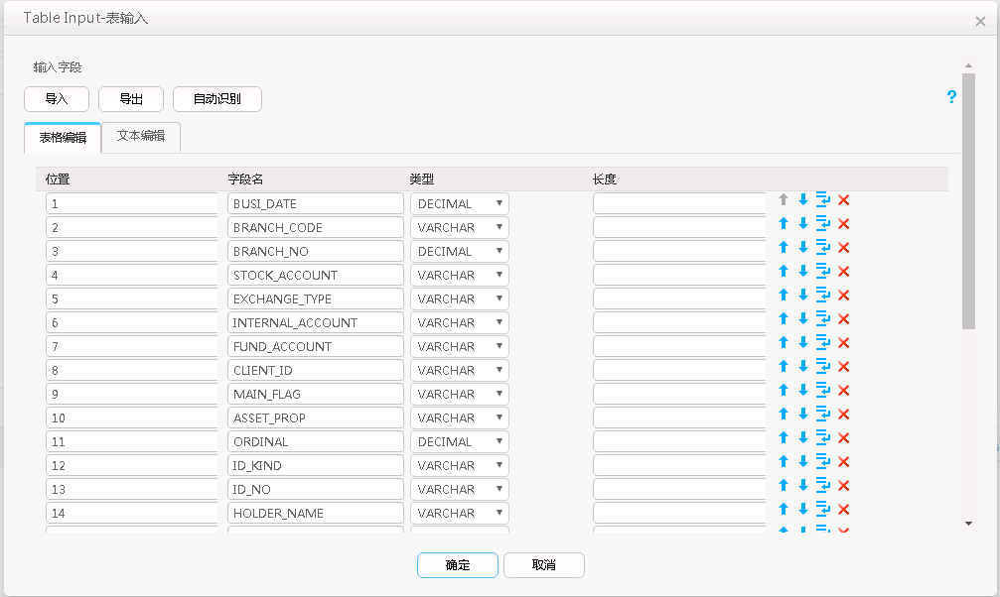 Table Input-表输入
输入字段
导入 导出 自动识别
?
表格编辑 文本编辑
位置 字段名 类型 长度
1 BUSI_DATE DECIMAL
2 BRANCH_CODE VARCHAR
3 BRANCH_NO DECIMAL
4 STOCK_ACCOUNT VARCHAR
5 EXCHANGE_TYPE VARCHAR
6 INTERNAL_ACCOUNT VARCHAR
7 FUND_ACCOUNT VARCHAR
8 CLIENT_ID VARCHAR
9 MAIN_FLAG VARCHAR
10 ASSET_PROP VARCHAR
11 ORDINAL DECIMAL
12 ID_KIND VARCHAR
13 ID_NO VARCHAR
14 HOLDER_NAME VARCHAR
确定 取消